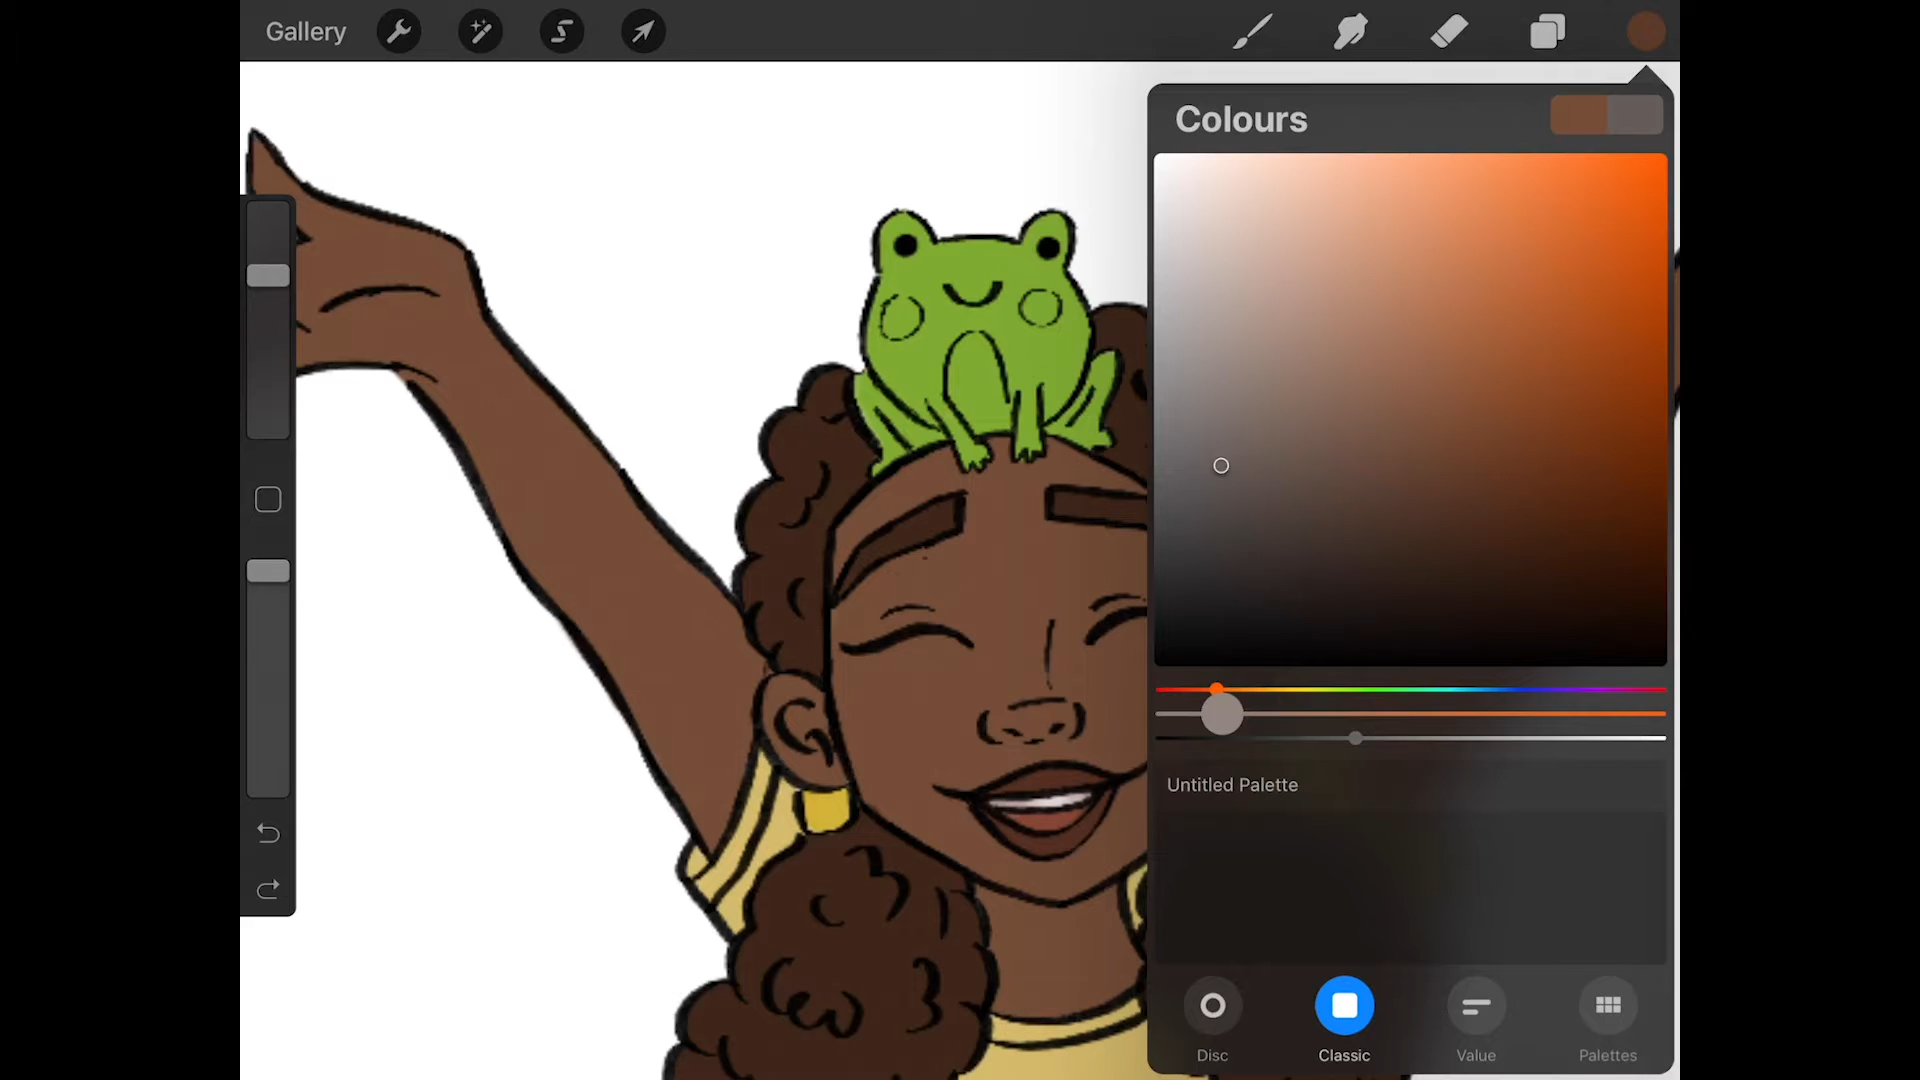 Gallery
Colours
Untitled Palette
Disc
Classic
Value
Palettes